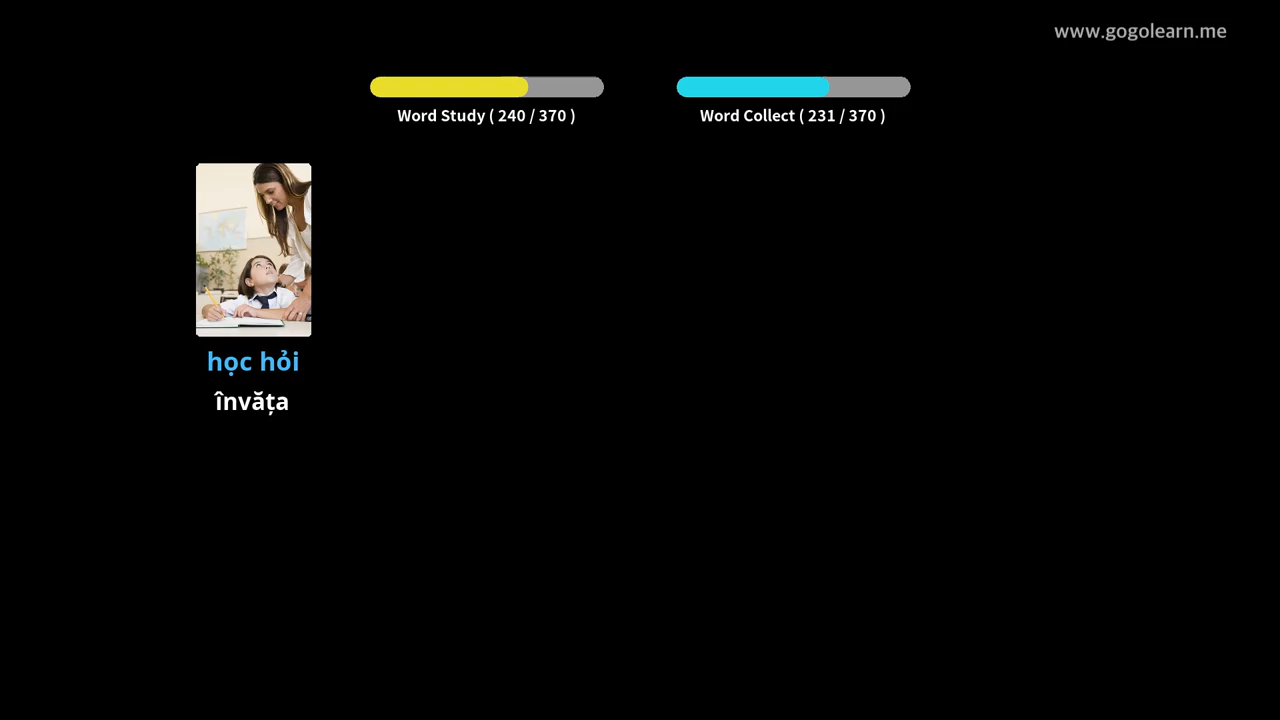 www.gogolearn.me
Word Study ( 240 / 370 )
Word Collect ( 231 / 370 )
học hỏi
învăța